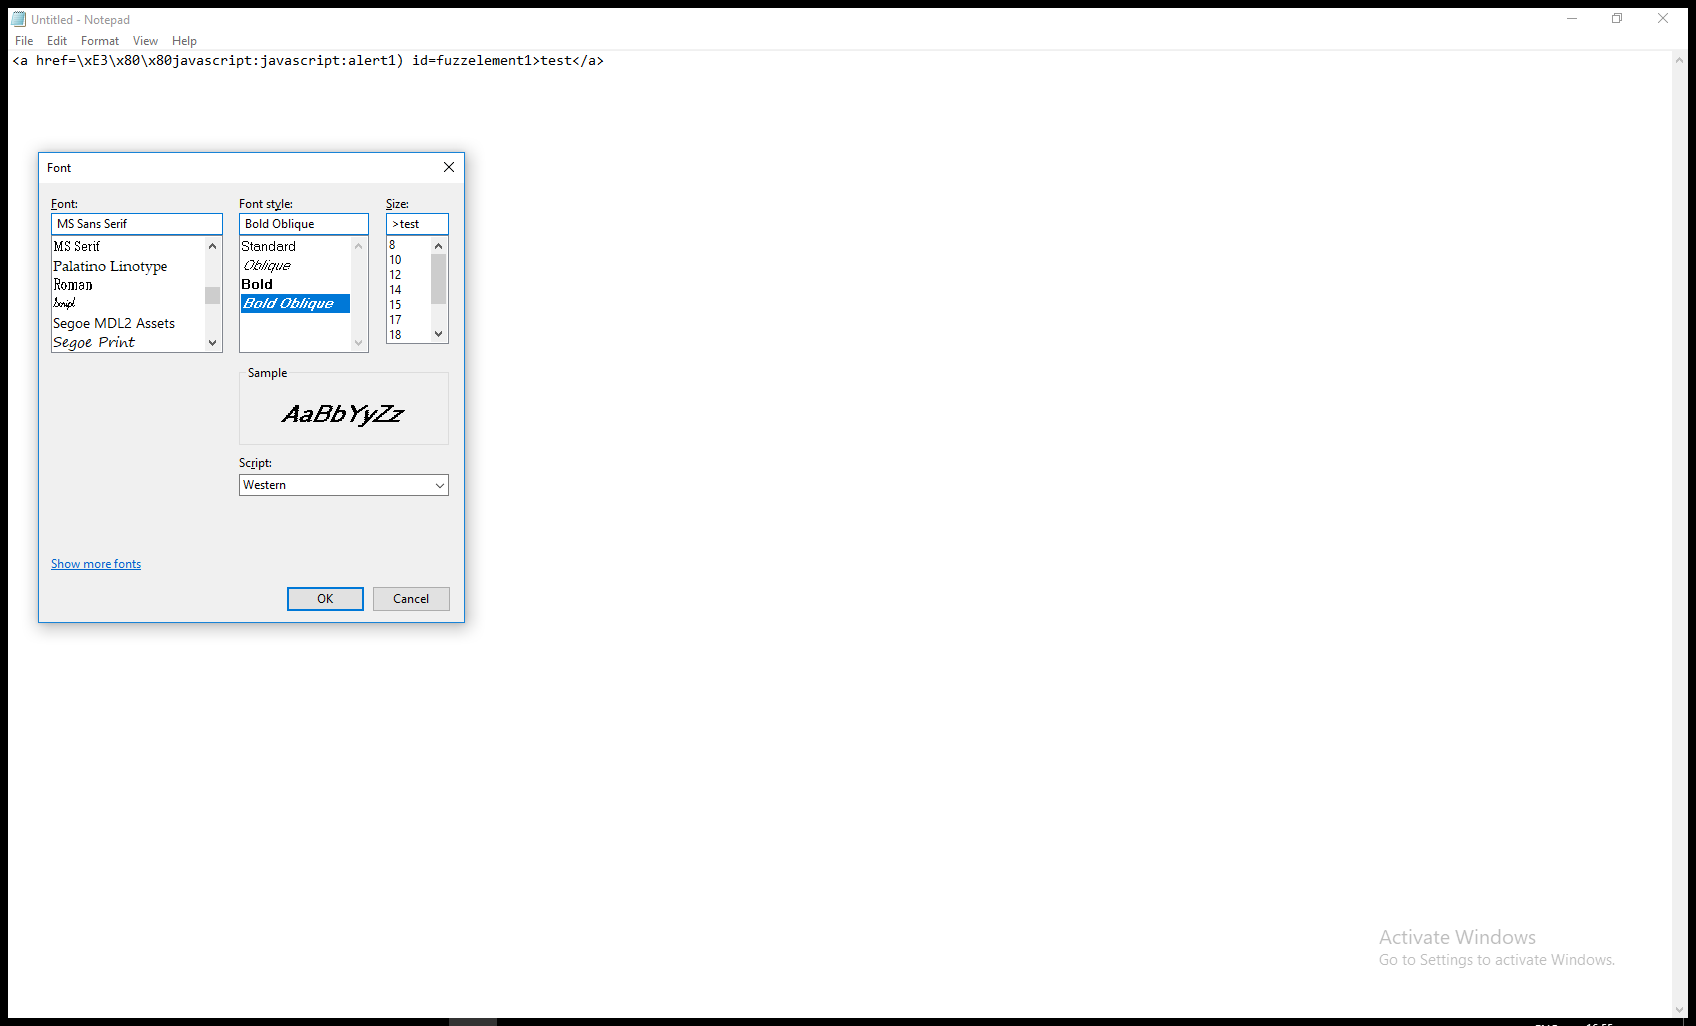 Untitled - Notepad
File Edit Format View Help
<a href=\xE3\x80\x80javascript:javascript:alert1) id=fuzzelement1>test</a>
Font
Font: Font style: Size:
MS Sans Serif Bold Oblique >test
MS Serif Standard 8
Palatino Linotype Oblique 10
Roman Bold 12
Script Bold Oblique 14
Segoe MDL2 Assets 15
Segoe Print 17
18
Sample
AaBbYyZz
Script:
Western
Show more fonts
OK Cancel
Activate Windows
Go to Settings to activate Windows.